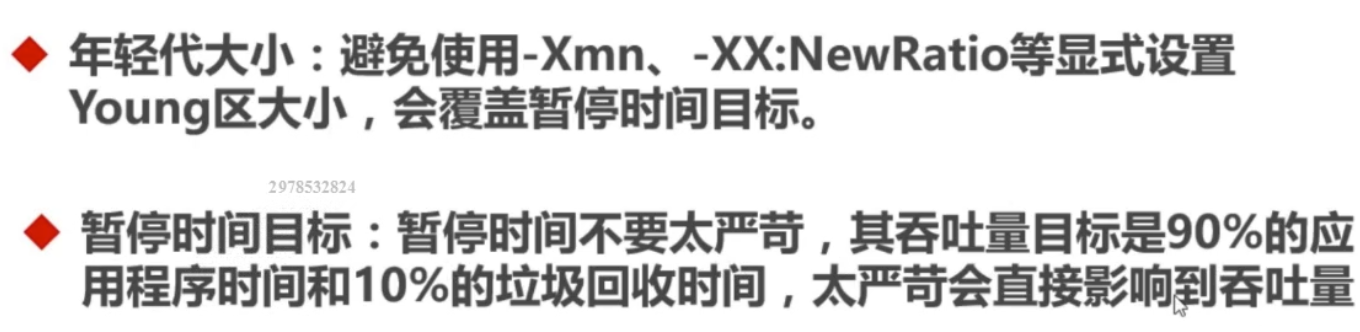 年轻代大小：避免使用-Xmn、-XX:NewRatio等显式设置
Young区大小，会覆盖暂停时间目标。
2978532824
暂停时间目标：暂停时间不要太严苛，其吞吐量目标是90%的应
用程序时间和10%的垃圾回收时间，太严苛会直接影响到吞吐量